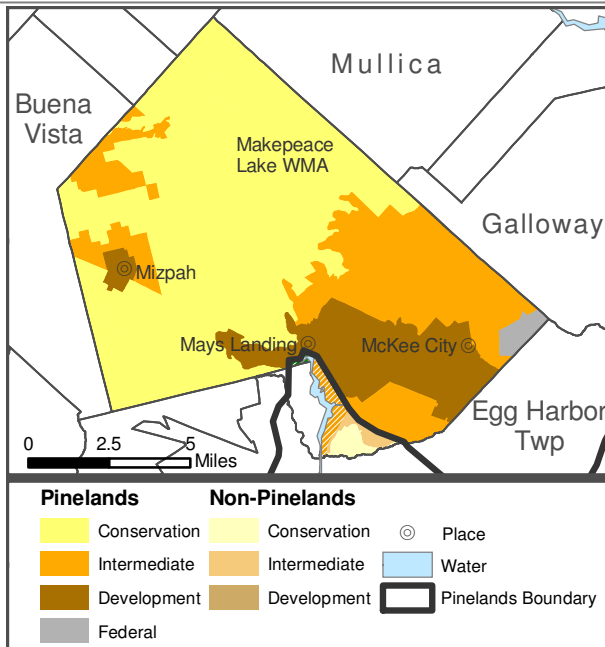 Mullica
Buena
Vista
Makepeace
Lake WMA
Galloway
Mizpah
Mays Landing
McKee City
Egg Harbor
Twp
0 2.5 5
Miles
Pinelands Non-Pinelands
Conservation Conservation Place
Intermediate Intermediate Water
Development Development Pinelands Boundary
Federal